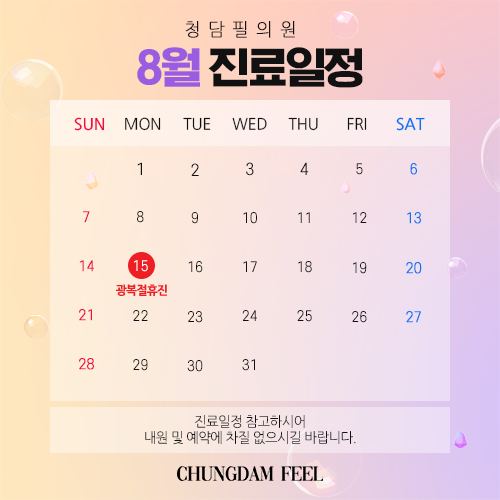 청담필의원
8월 진료일정
SUN MON TUE WED THU FRI SAT
1 2 3 4 5 6
7 8 9 10 11 12 13
14 15 16 17 18 19 20
광복절휴진
21 22 23 24 25 26 27
28 29 30 31
진료일정 참고하시어
내원 및 예약에 차질 없으시길 바랍니다.
CHUNGDAM FEEL